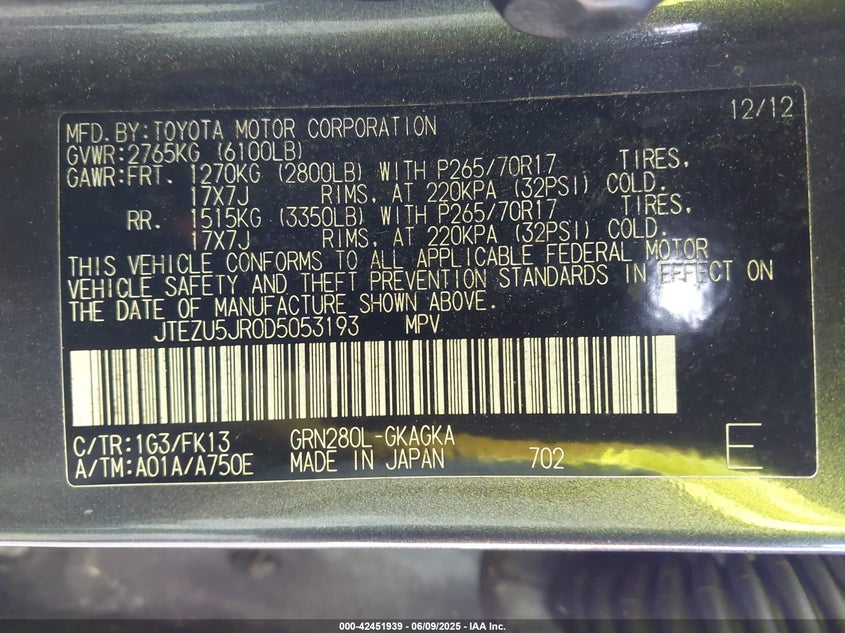 12/12
MFD.BY:TOYOTA MOTOR CORPORATION
GVWR:2765KG (6100LB)
GAWR:FRT. 1270KG (2800LB) WITH P265/70R17 TIRES,
17X7J RIMS, AT 220KPA (32PSI) COLD.
RR. 1515KG (3350LB) WITH P265/70R17 TIRES,
17X7J RIMS, AT 220KPA (32PSI) COLD.
THIS VEHICLE CONFORMS TO ALL APPLICABLE FEDERAL MOTOR
VEHICLE SAFETY AND THEFT PREVENTION STANDARDS IN EFFECT ON
THE DATE OF MANUFACTURE SHOWN ABOVE.
JTEZU5JR0D5053193 MPV
C/TR:1G3/FK13 GRN280L-GKAGKA
A/TM:A01A/A750E MADE IN JAPAN 702 E
000-42451939 - 06/09/2025 - IAA Inc.